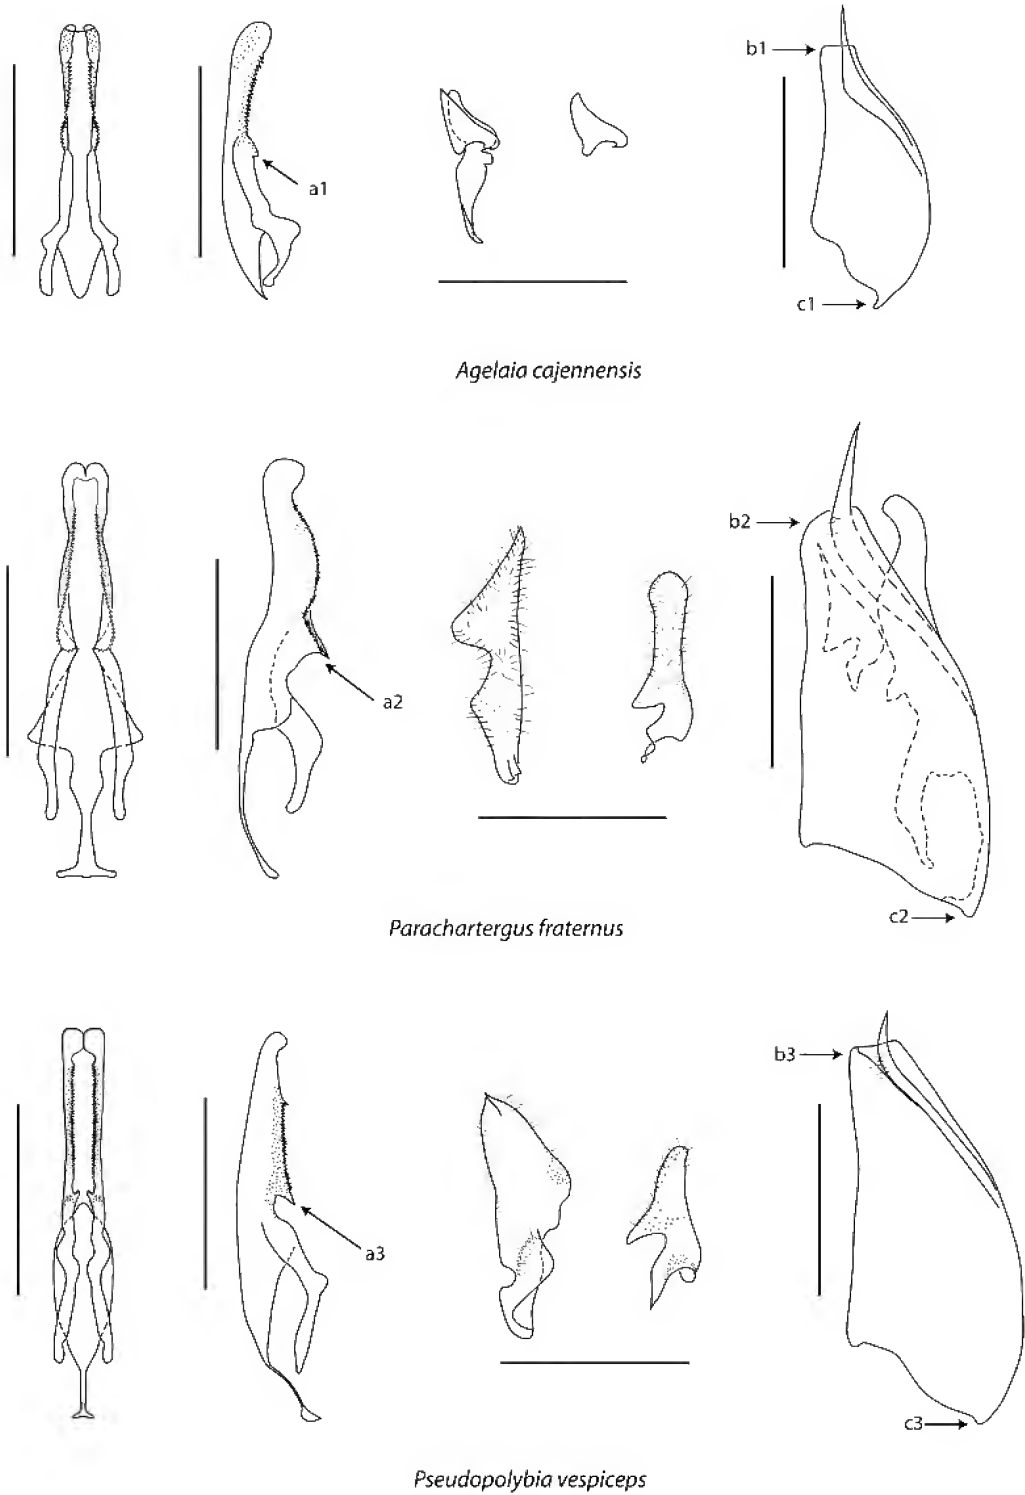 b1
a1
c1
Agelaia cajennensis
b2
a2
c2
Parachartergus fraternus
b3
a3
c3
Pseudopolybia vespiceps